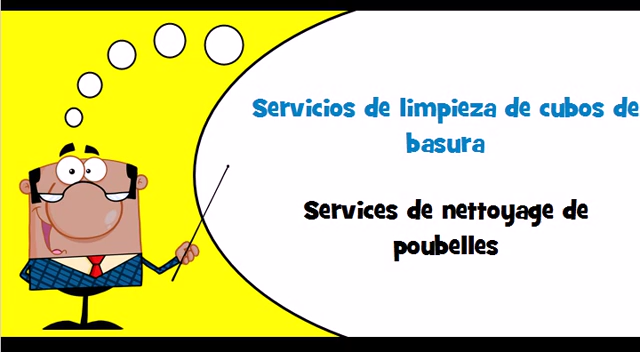 Servicios de limpieza de cubos de
basura
Services de nettoyage de
poubelles